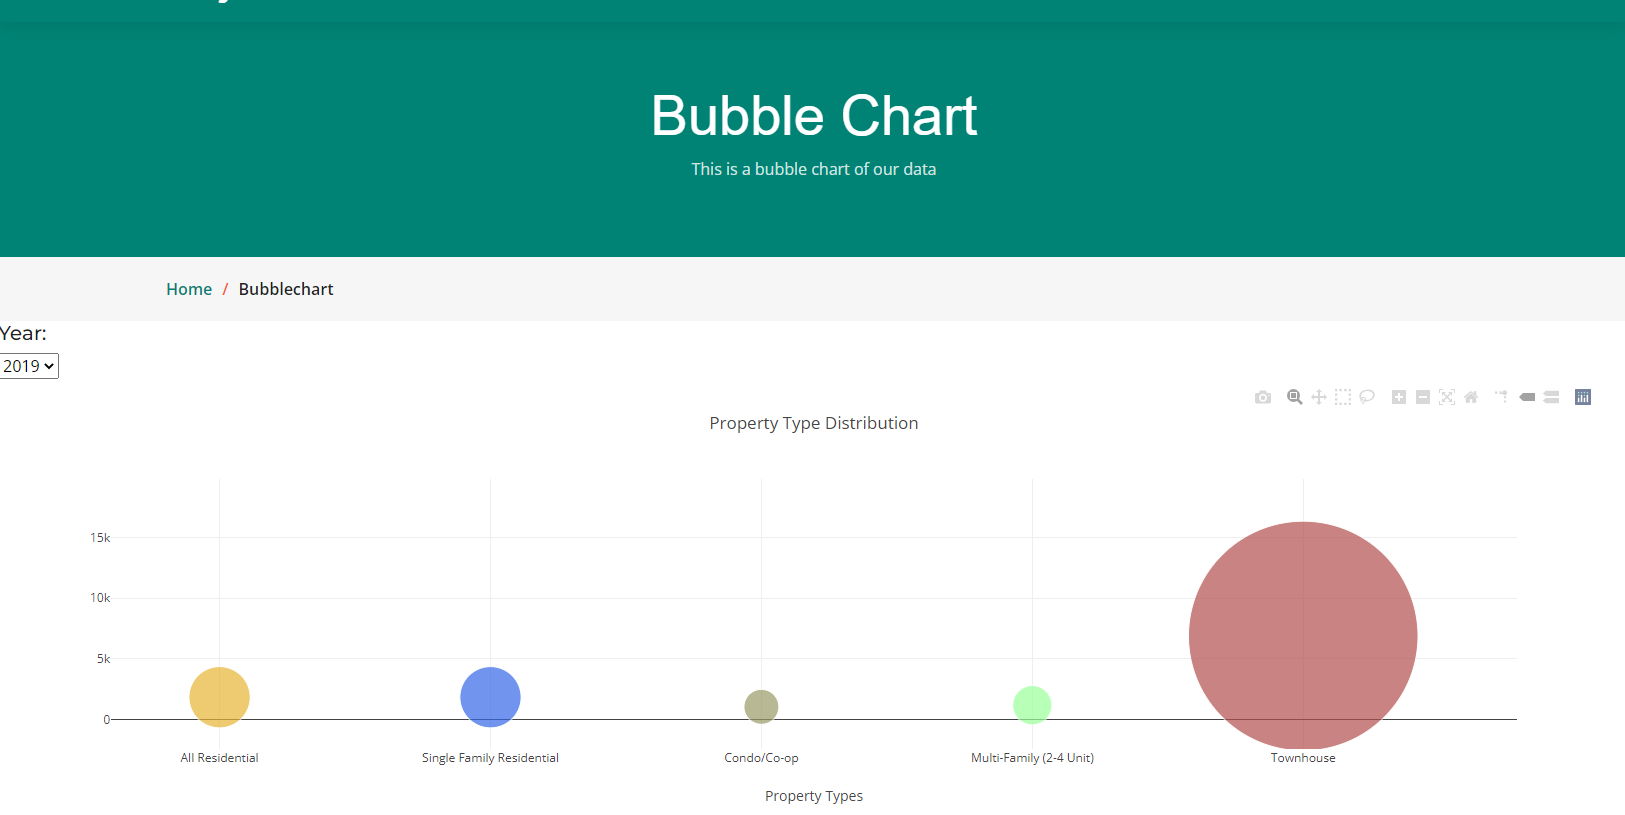 Bubble Chart
This is a bubble chart of our data
Home / Bubblechart
Year:
2019
Property Type Distribution
15k
10k
5k
0
All Residential Single Family Residential Condo/Co-op Multi-Family (2-4 Unit) Townhouse
Property Types